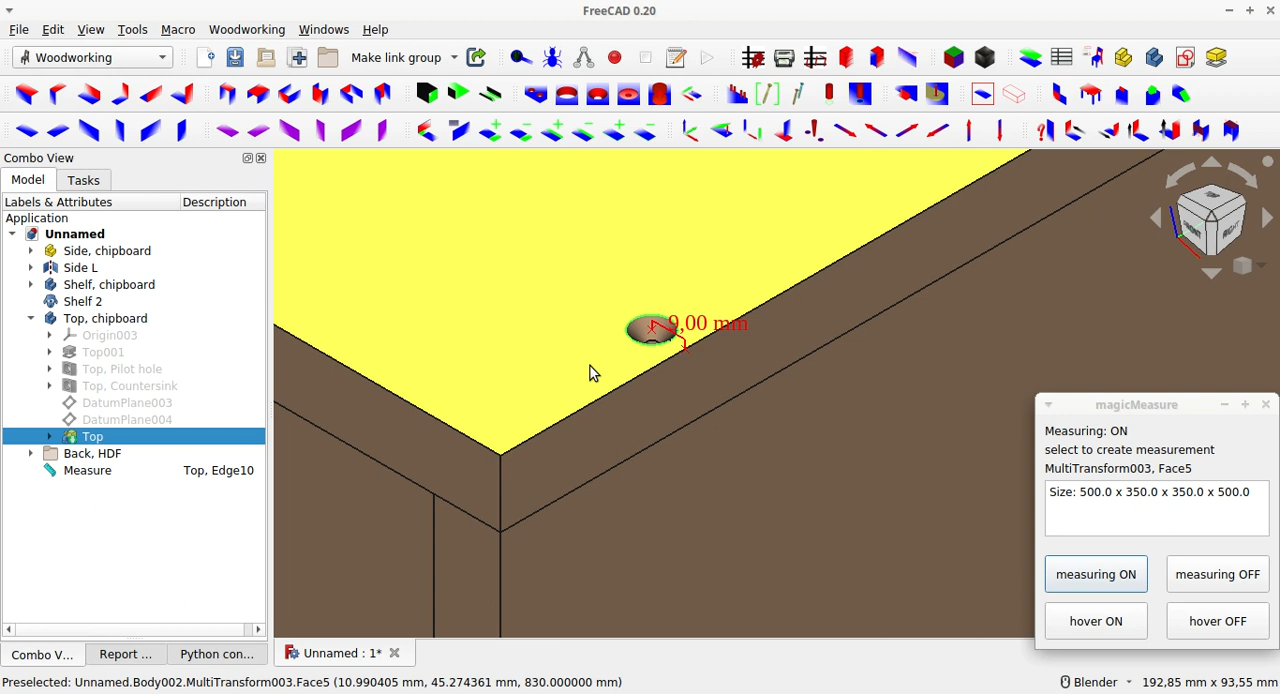 FreeCAD 0.20
File Edit View Tools Macro Woodworking Windows Help
Woodworking Make link group
Combo View
Model Tasks
Labels & Attributes Description
Application
Unnamed
Side, chipboard
Side L
Shelf, chipboard
Shelf 2
Top, chipboard
Origin003
Top001
Top, Pilot hole
Top, Countersink
DatumPlane003
DatumPlane004
Top
Back, HDF
Measure Top, Edge10
9,00 mm
FRONT
RIGHT
magicMeasure
Measuring: ON
select to create measurement
MultiTransform003, Face5
Size: 500.0 x 350.0 x 350.0 x 500.0
measuring ON measuring OFF
hover ON hover OFF
Combo V... Report ... Python con... Unnamed : 1*
Preselected: Unnamed.Body002.MultiTransform003.Face5 (10.990405 mm, 45.274361 mm, 830.000000 mm) Blender 192,85 mm x 93,55 mm